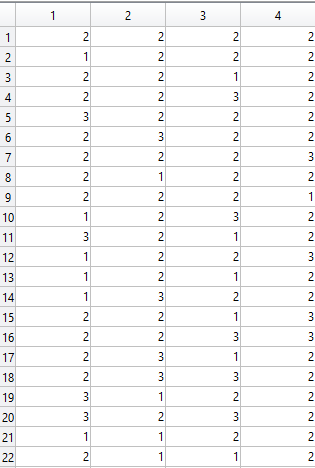 1 2 3 4
1 2 2 2 2
2 1 2 2 2
3 2 2 1 2
4 2 2 3 2
5 3 2 2 2
6 2 3 2 2
7 2 2 2 3
8 2 1 2 2
9 2 2 2 1
10 1 2 3 2
11 3 2 1 2
12 1 2 2 3
13 1 2 1 2
14 1 3 2 2
15 2 2 1 3
16 2 2 3 3
17 2 3 1 2
18 2 3 3 2
19 3 1 2 2
20 3 2 3 2
21 1 1 2 2
22 2 1 1 2